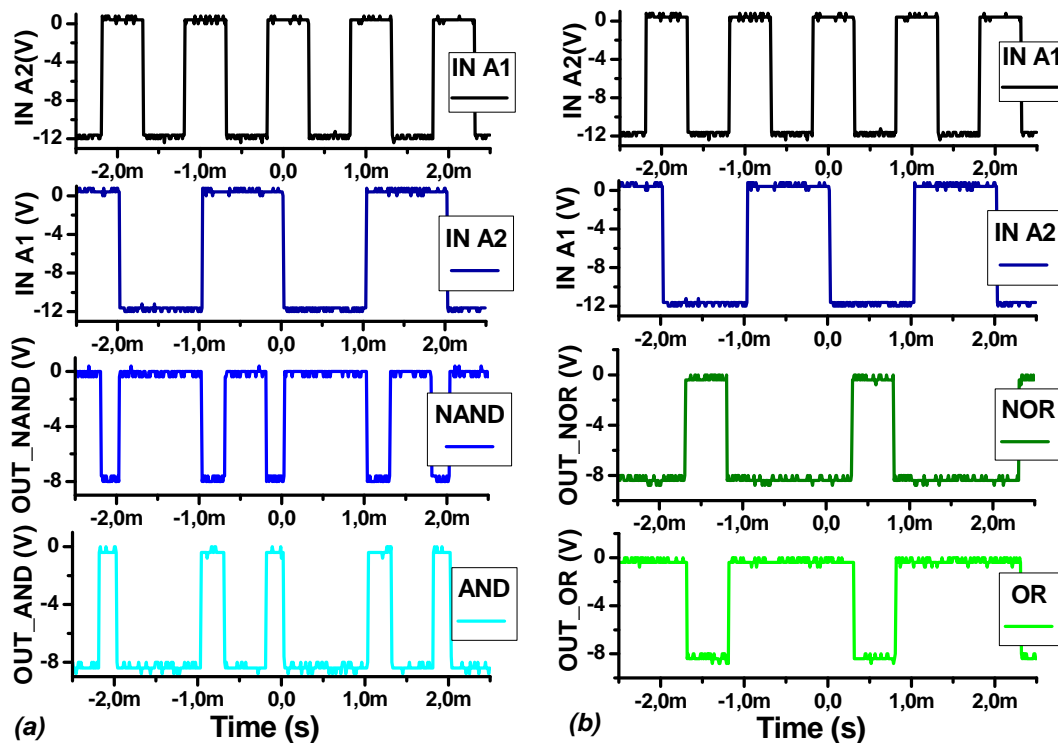 IN A2(V)
0
-4
-8
-12
IN A1
-2,0m -1,0m 0,0 1,0m 2,0m
IN A1 (V)
0
-4
-8
-12
IN A2
-2,0m -1,0m 0,0 1,0m 2,0m
OUT_NAND (V)
0
-4
-8
NAND
-2,0m -1,0m 0,0 1,0m 2,0m
OUT_AND (V)
0
-4
-8
AND
-2,0m -1,0m 0,0 1,0m 2,0m
(a) Time (s)
IN A2(V)
0
-4
-8
-12
IN A1
-2,0m -1,0m 0,0 1,0m 2,0m
IN A1 (V)
0
-4
-8
-12
IN A2
-2,0m -1,0m 0,0 1,0m 2,0m
OUT_NOR (V)
0
-4
-8
NOR
-2,0m -1,0m 0,0 1,0m 2,0m
OUT_OR (V)
0
-4
-8
OR
-2,0m -1,0m 0,0 1,0m 2,0m
(b) Time (s)